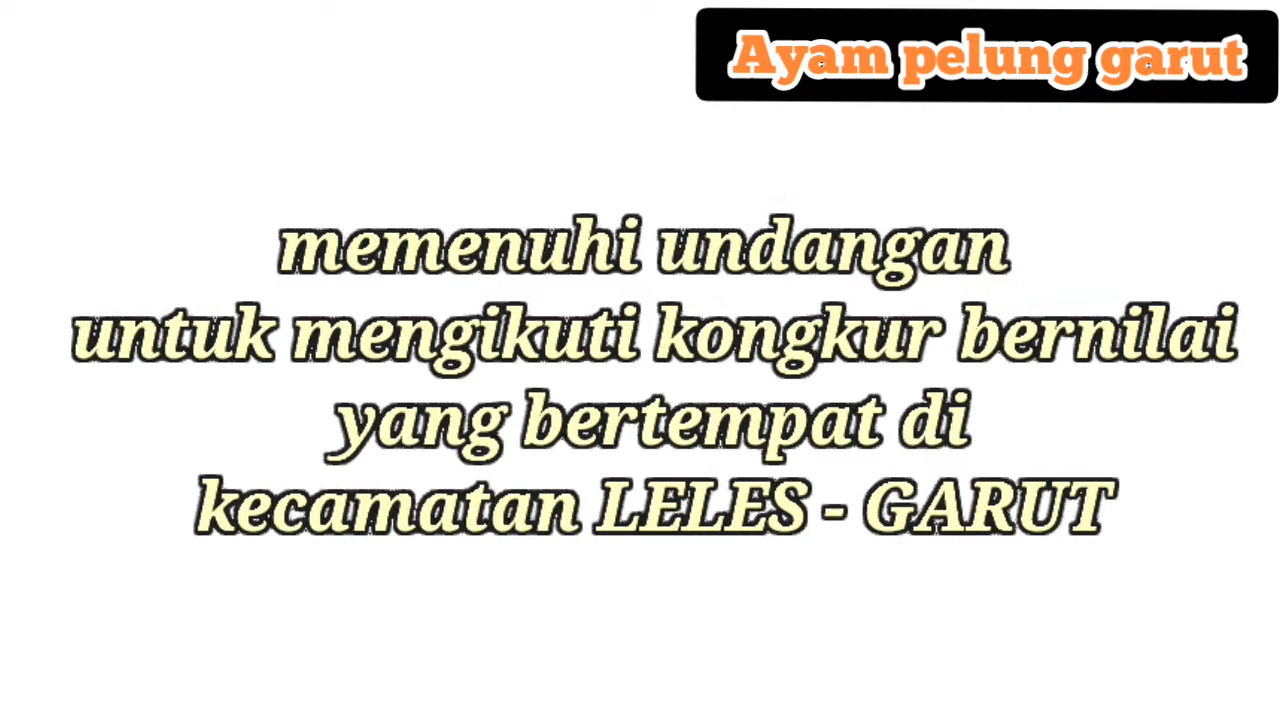 Ayam pelung garut
memenuhi undangan
untuk mengikuti kongkur bernilai
yang bertempat di
kecamatan LELES - GARUT